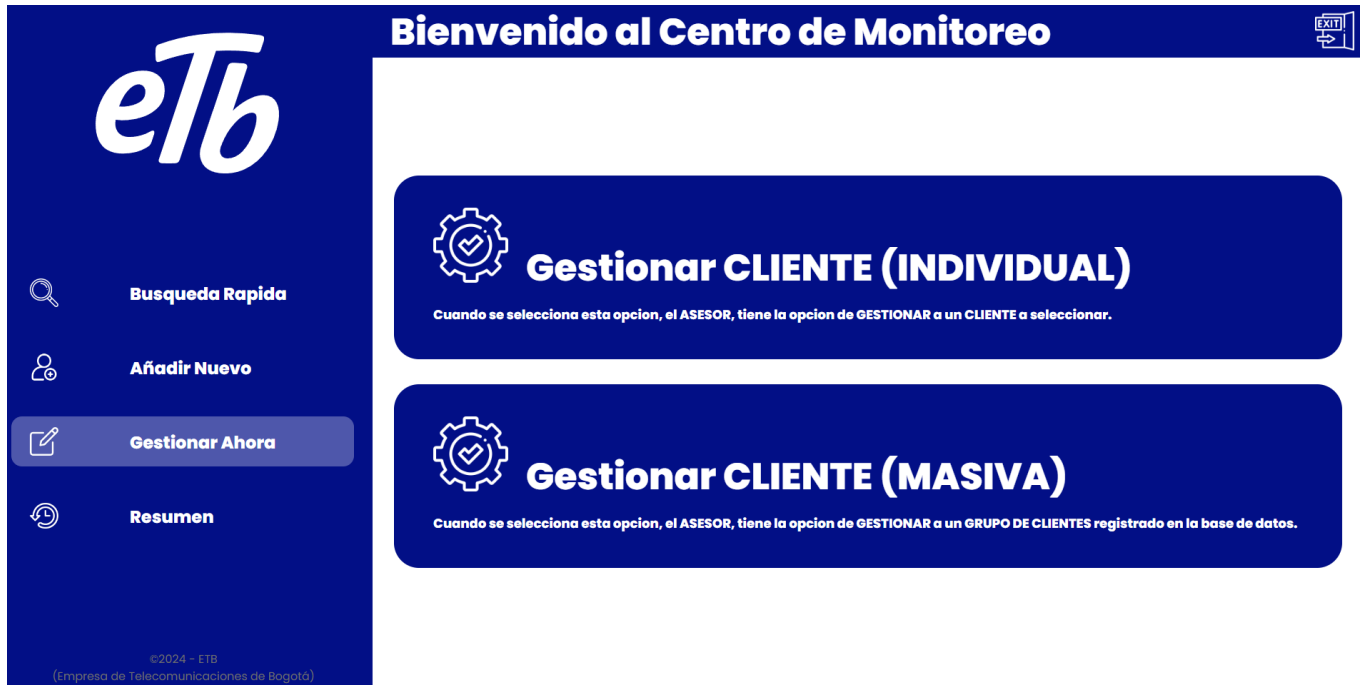 eTb
Bienvenido al Centro de Monitoreo
EXIT
Busqueda Rapida
Añadir Nuevo
Gestionar Ahora
Resumen
©2024 - ETB
(Empresa de Telecomunicaciones de Bogotá)
Gestionar CLIENTE (INDIVIDUAL)
Cuando se selecciona esta opcion, el ASESOR, tiene la opcion de GESTIONAR a un CLIENTE a seleccionar.
Gestionar CLIENTE (MASIVA)
Cuando se selecciona esta opcion, el ASESOR, tiene la opcion de GESTIONAR a un GRUPO DE CLIENTES registrado en la base de datos.